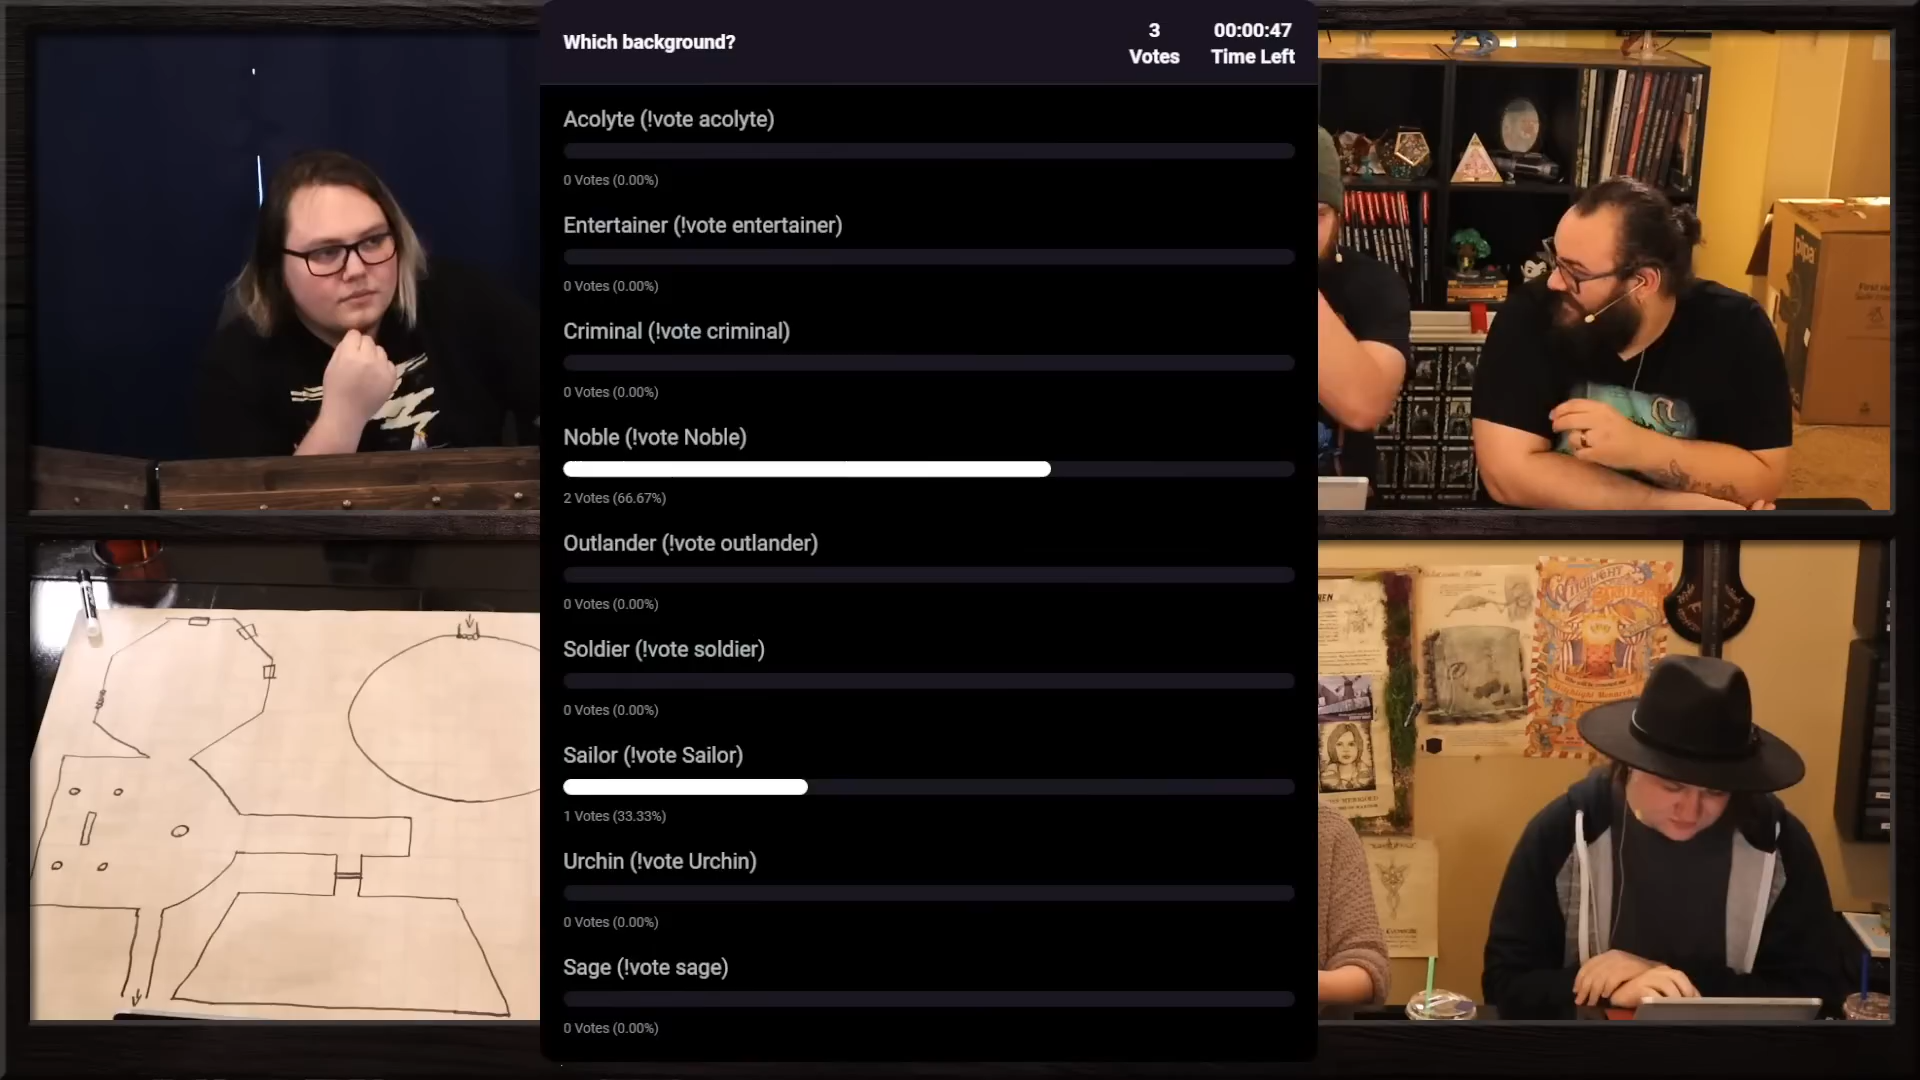 Which background?
3
Votes
00:00:47
Time Left
Acolyte (!vote acolyte)
0 Votes (0.00%)
Entertainer (!vote entertainer)
0 Votes (0.00%)
Criminal (!vote criminal)
0 Votes (0.00%)
Noble (!vote Noble)
2 Votes (66.67%)
Outlander (!vote outlander)
0 Votes (0.00%)
Soldier (!vote soldier)
0 Votes (0.00%)
Sailor (!vote Sailor)
1 Votes (33.33%)
Urchin (!vote Urchin)
0 Votes (0.00%)
Sage (!vote sage)
0 Votes (0.00%)
pipa